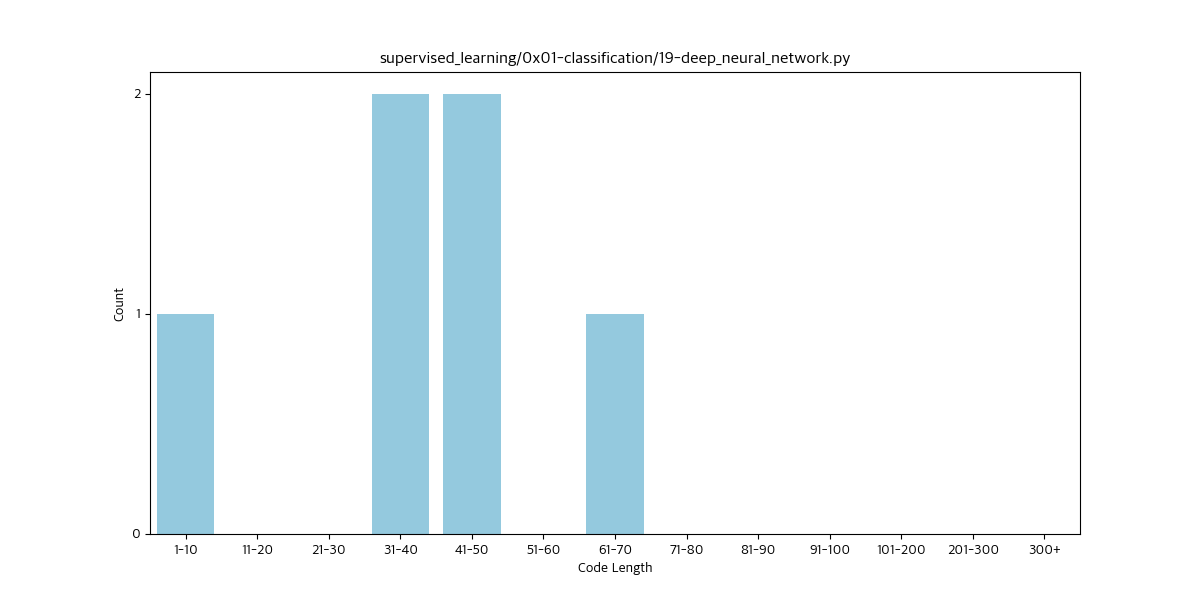 supervised_learning/0x01-classification/19-deep_neural_network.py
Count
2
1
0
1-10 11-20 21-30 31-40 41-50 51-60 61-70 71-80 81-90 91-100 101-200 201-300 300+
Code Length